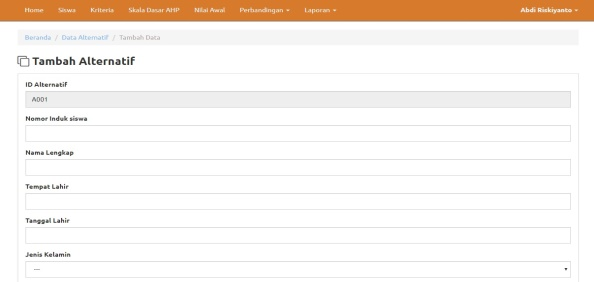 Home Siswa Kriteria Skala Dasar AHP Nilai Awal Perbandingan Laporan Abdi Riskiyanto
Beranda / Data Alternatif / Tambah Data
Tambah Alternatif
ID Alternatif
A001
Nomor Induk siswa
Nama Lengkap
Tempat Lahir
Tanggal Lahir
Jenis Kelamin
---